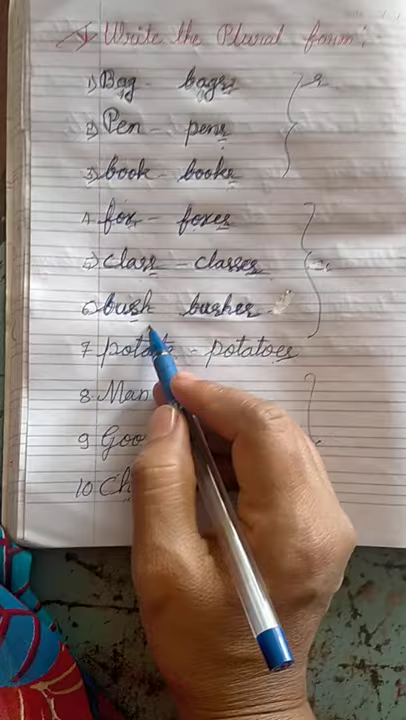 I Write the Plural form:
1) Bag - bags
2) Pen - pens
3) book - books
4 fox - foxes
5) class - classes
6 bush bushes
7 potato - potatoes
8 Man
9 Goo
10 Ch